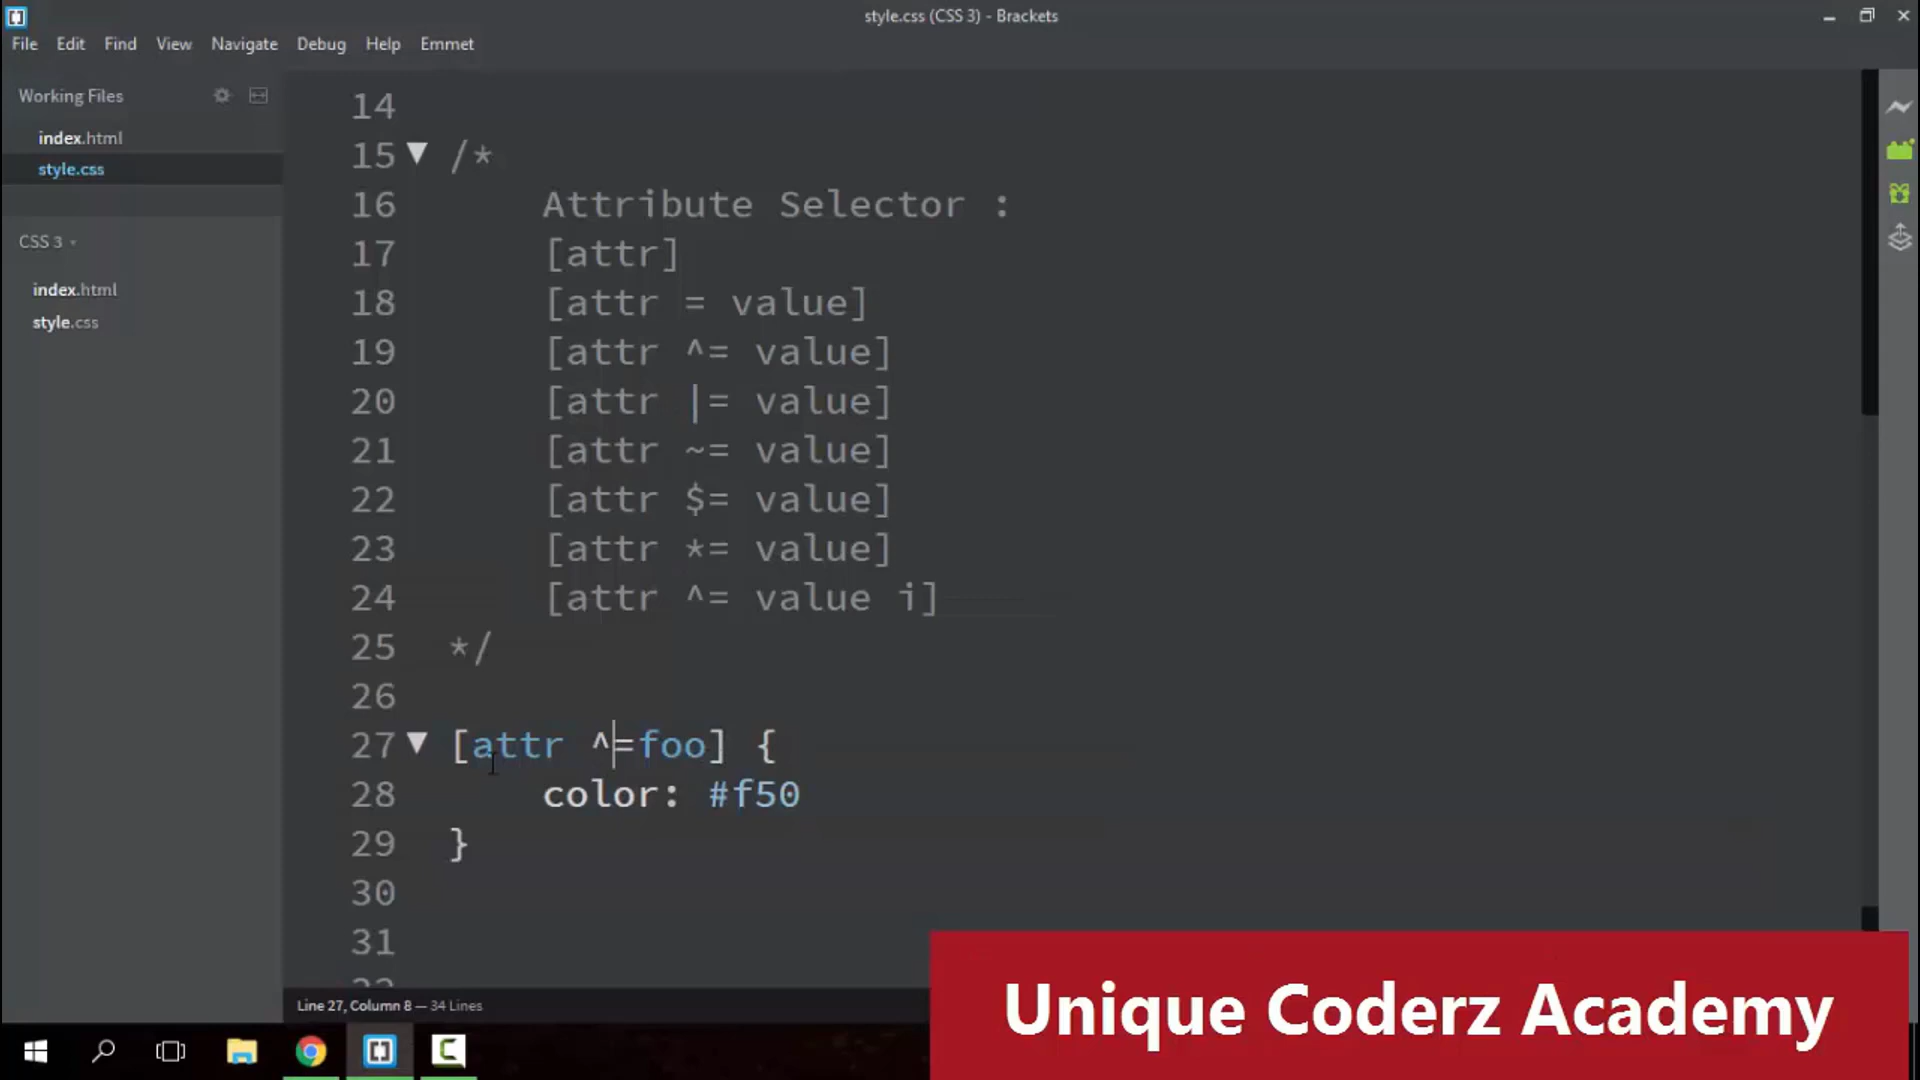 style.css (CSS 3) - Brackets
File Edit Find View Navigate Debug Help Emmet
Working Files
index.html
style.css
CSS 3
index.html
style.css
14
15 /*
16 Attribute Selector :
17 [attr]
18 [attr = value]
19 [attr ^= value]
20 [attr |= value]
21 [attr ~= value]
22 [attr $= value]
23 [attr *= value]
24 [attr ^= value i]
25 */
26
27 [attr ^=foo] {
28 color: #f50
29 }
30
31
Line 27, Column 8 — 34 Lines
Unique Coderz Academy